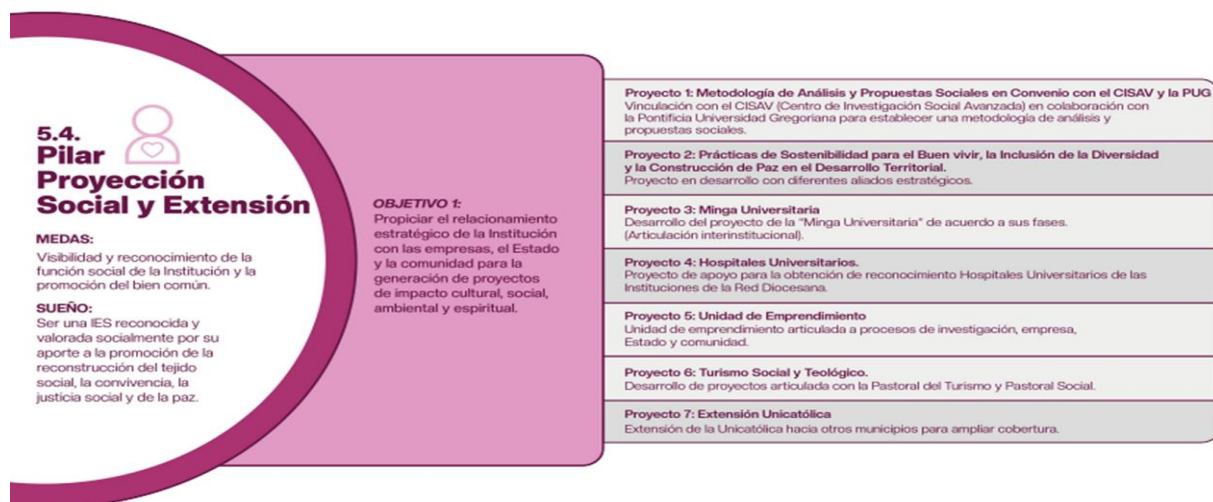 5.4.
Pilar
Proyección
Social y Extensión
MEDAS:
Visibilidad y reconocimiento de la
función social de la Institución y la
promoción del bien común.
SUEÑO:
Ser una IES reconocida y
valorada socialmente por su
aporte a la promoción de la
reconstrucción del tejido
social, la convivencia, la
justicia social y de la paz.
OBJETIVO 1:
Propiciar el relacionamiento
estratégico de la Institución
con las empresas, el Estado
y la comunidad para la
generación de proyectos
de impacto cultural, social,
ambiental y espiritual.
Proyecto 1: Metodología de Análisis y Propuestas Sociales en Convenio con el CISAV y la PUG
Vinculación con el CISAV (Centro de Investigación Social Avanzada) en colaboración con
la Pontificia Universidad Gregoriana para establecer una metodología de análisis y
propuestas sociales.
Proyecto 2: Prácticas de Sostenibilidad para el Buen vivir, la Inclusión de la Diversidad
y la Construcción de Paz en el Desarrollo Territorial.
Proyecto en desarrollo con diferentes aliados estratégicos.
Proyecto 3: Minga Universitaria
Desarrollo del proyecto de la "Minga Universitaria" de acuerdo a sus fases.
(Articulación interinstitucional).
Proyecto 4: Hospitales Universitarios.
Proyecto de apoyo para la obtención de reconocimiento Hospitales Universitarios de las
Instituciones de la Red Diocesana.
Proyecto 5: Unidad de Emprendimiento
Unidad de emprendimiento articulada a procesos de investigación, empresa,
Estado y comunidad.
Proyecto 6: Turismo Social y Teológico.
Desarrollo de proyectos articulada con la Pastoral del Turismo y Pastoral Social.
Proyecto 7: Extensión Unicatólica
Extensión de la Unicatólica hacia otros municipios para ampliar cobertura.